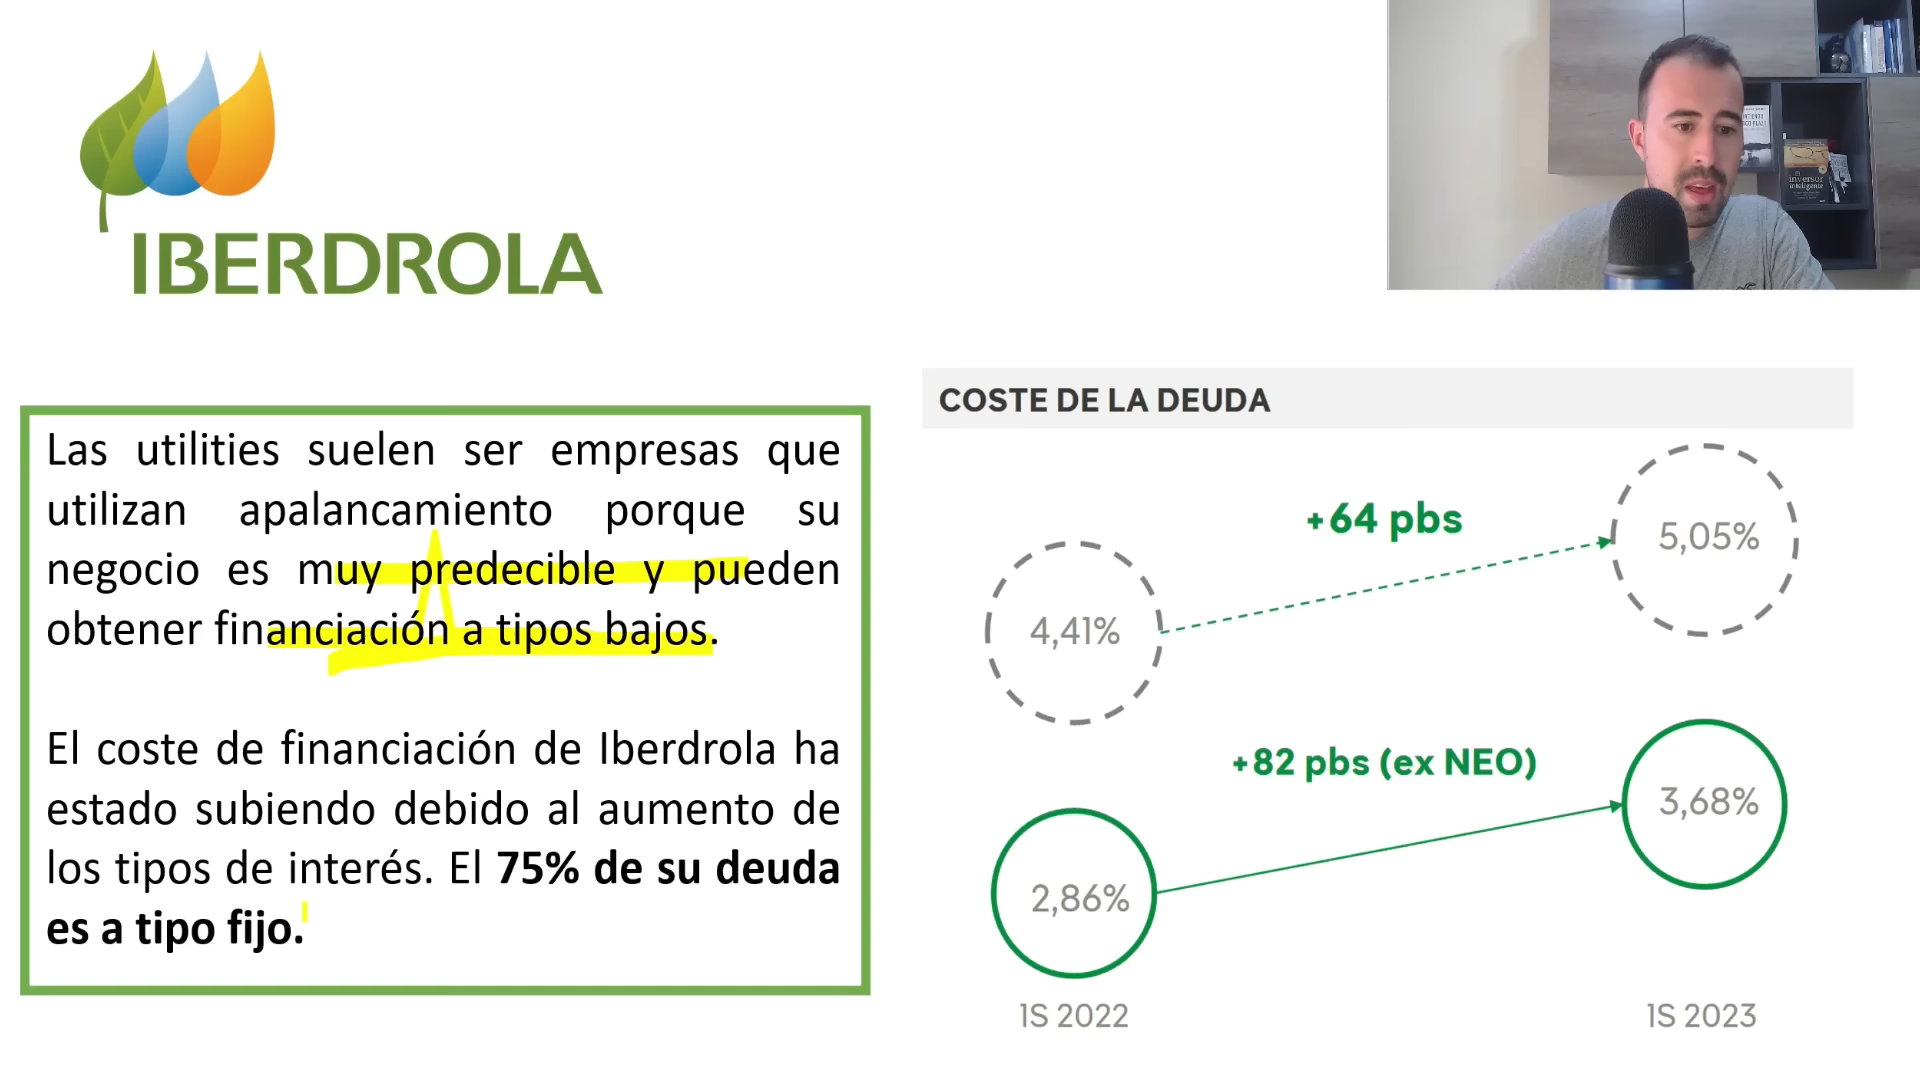 IBERDROLA
inversor
inteligente
Las utilities suelen ser empresas que
utilizan apalancamiento porque su
negocio es muy predecible y pueden
obtener financiación a tipos bajos.
El coste de financiación de Iberdrola ha
estado subiendo debido al aumento de
los tipos de interés. El 75% de su deuda
es a tipo fijo.
COSTE DE LA DEUDA
+64 pbs
5,05%
4,41%
+82 pbs (ex NEO)
3,68%
2,86%
1S 2022
1S 2023